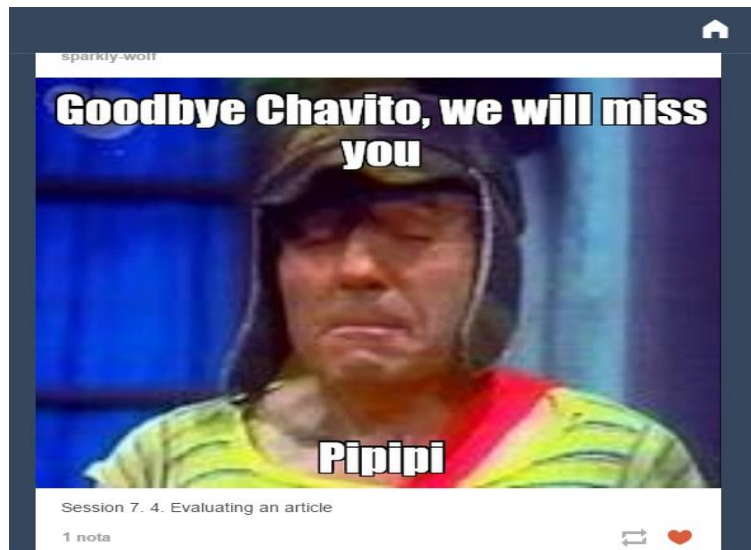 sparkly-wolf
Goodbye Chavito, we will miss
you
Pipipi
Session 7. 4. Evaluating an article
1 nota